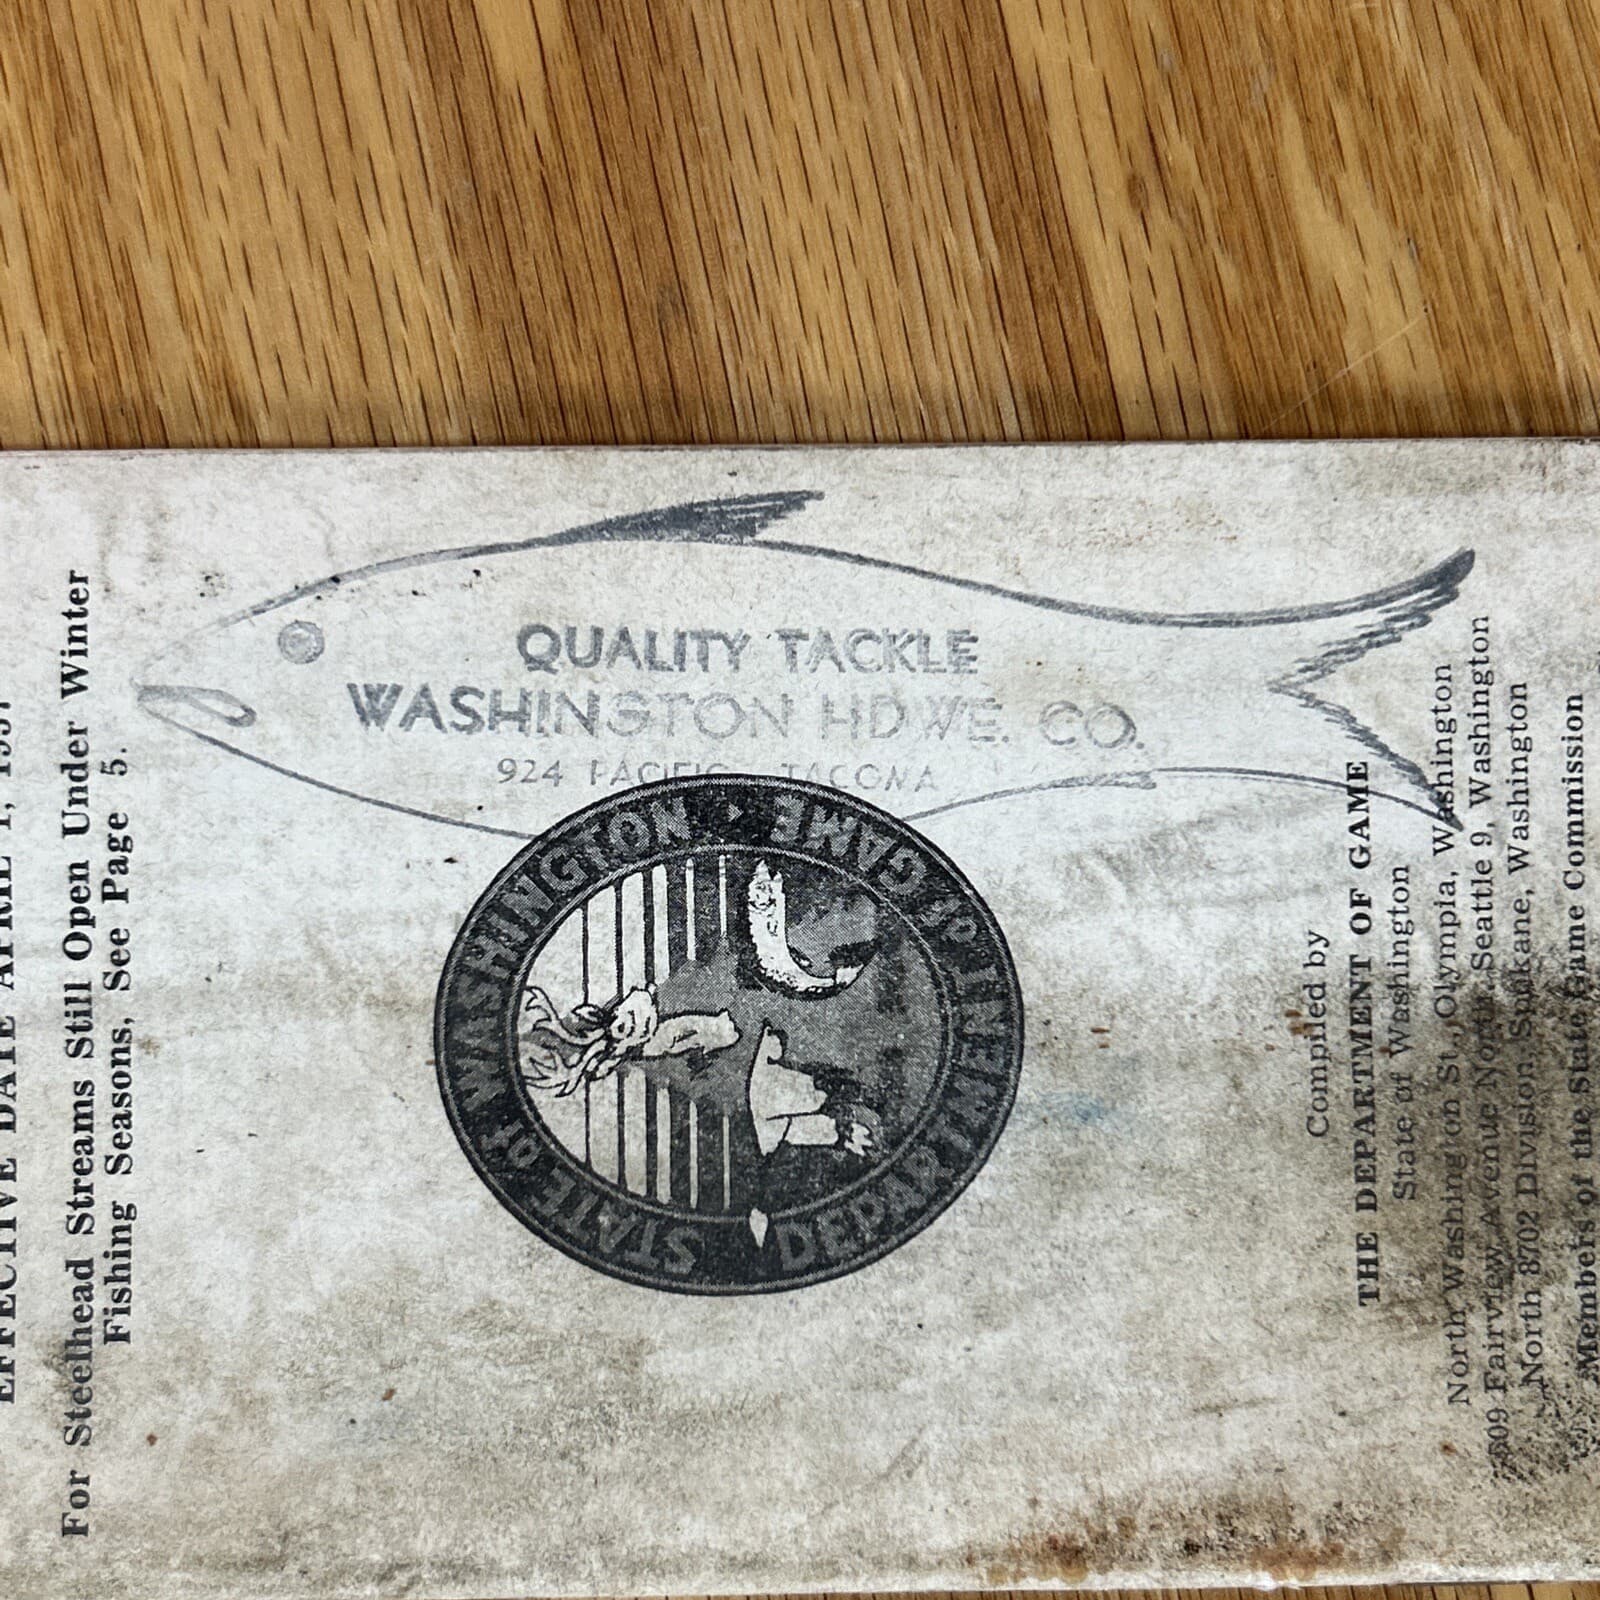 EFFECTIVE DATE APRIL 1, 1957
For Steelhead Streams Still Open Under Winter
Fishing Seasons, See Page 5.
QUALITY TACKLE
WASHINGTON HDWE. CO.
924 PACIFIC TACOMA
STATE of WASHINGTON • DEPARTMENT of GAME
Compiled by
THE DEPARTMENT OF GAME
State of Washington
North Washington St., Olympia, Washington
509 Fairview Avenue North, Seattle 9, Washington
North 8702 Division, Spokane, Washington
Members of the State Game Commission